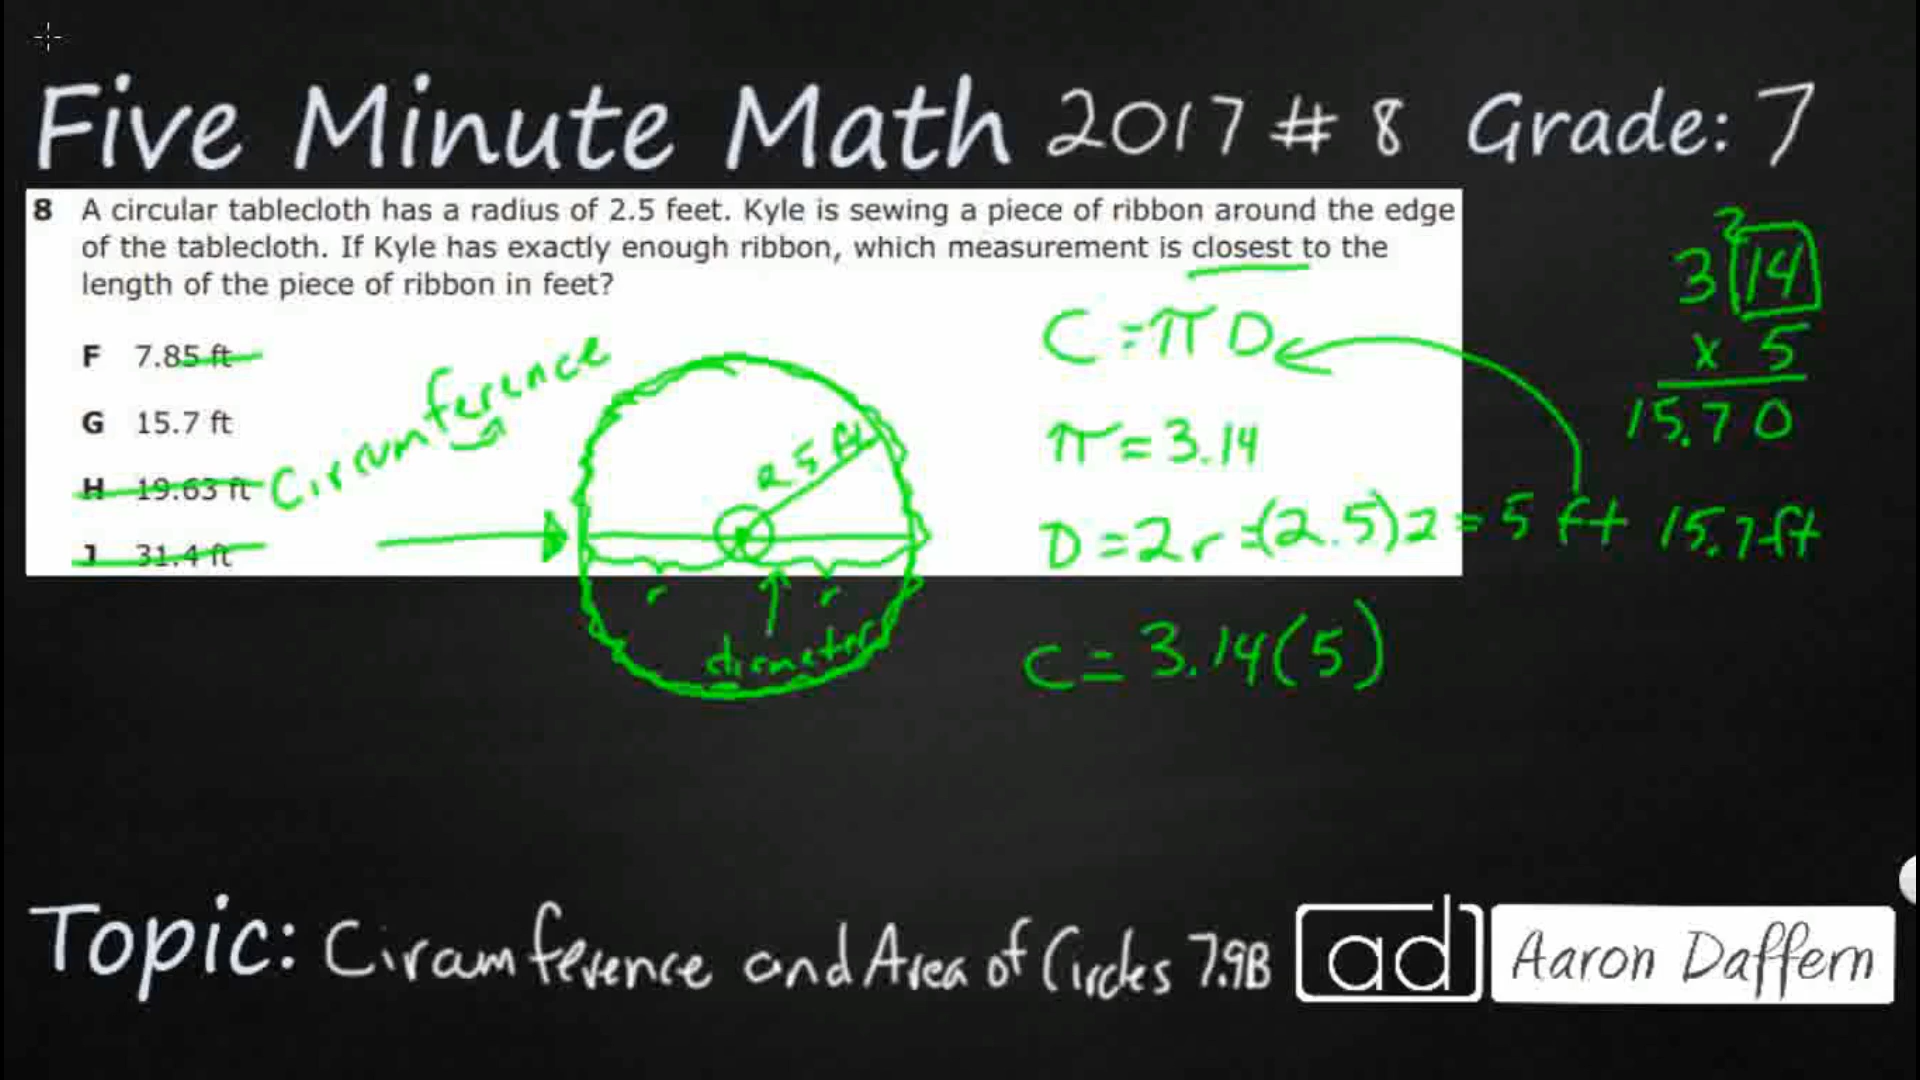 Five Minute Math 2017 # 8 Grade: 7
8 A circular tablecloth has a radius of 2.5 feet. Kyle is sewing a piece of ribbon around the edge
of the tablecloth. If Kyle has exactly enough ribbon, which measurement is closest to the
length of the piece of ribbon in feet?
F 7.85 ft
G 15.7 ft
H 19.63 ft
J 31.4 ft
Circumference
2.5 ft
r
r
diameter
C = π D
π = 3.14
D = 2r = (2.5)2 = 5 ft
C = 3.14(5)
2
3 14
x 5
15.70
15.7 ft
Topic: Circumference and Area of Circles 7.9B
ad Aaron Daffern